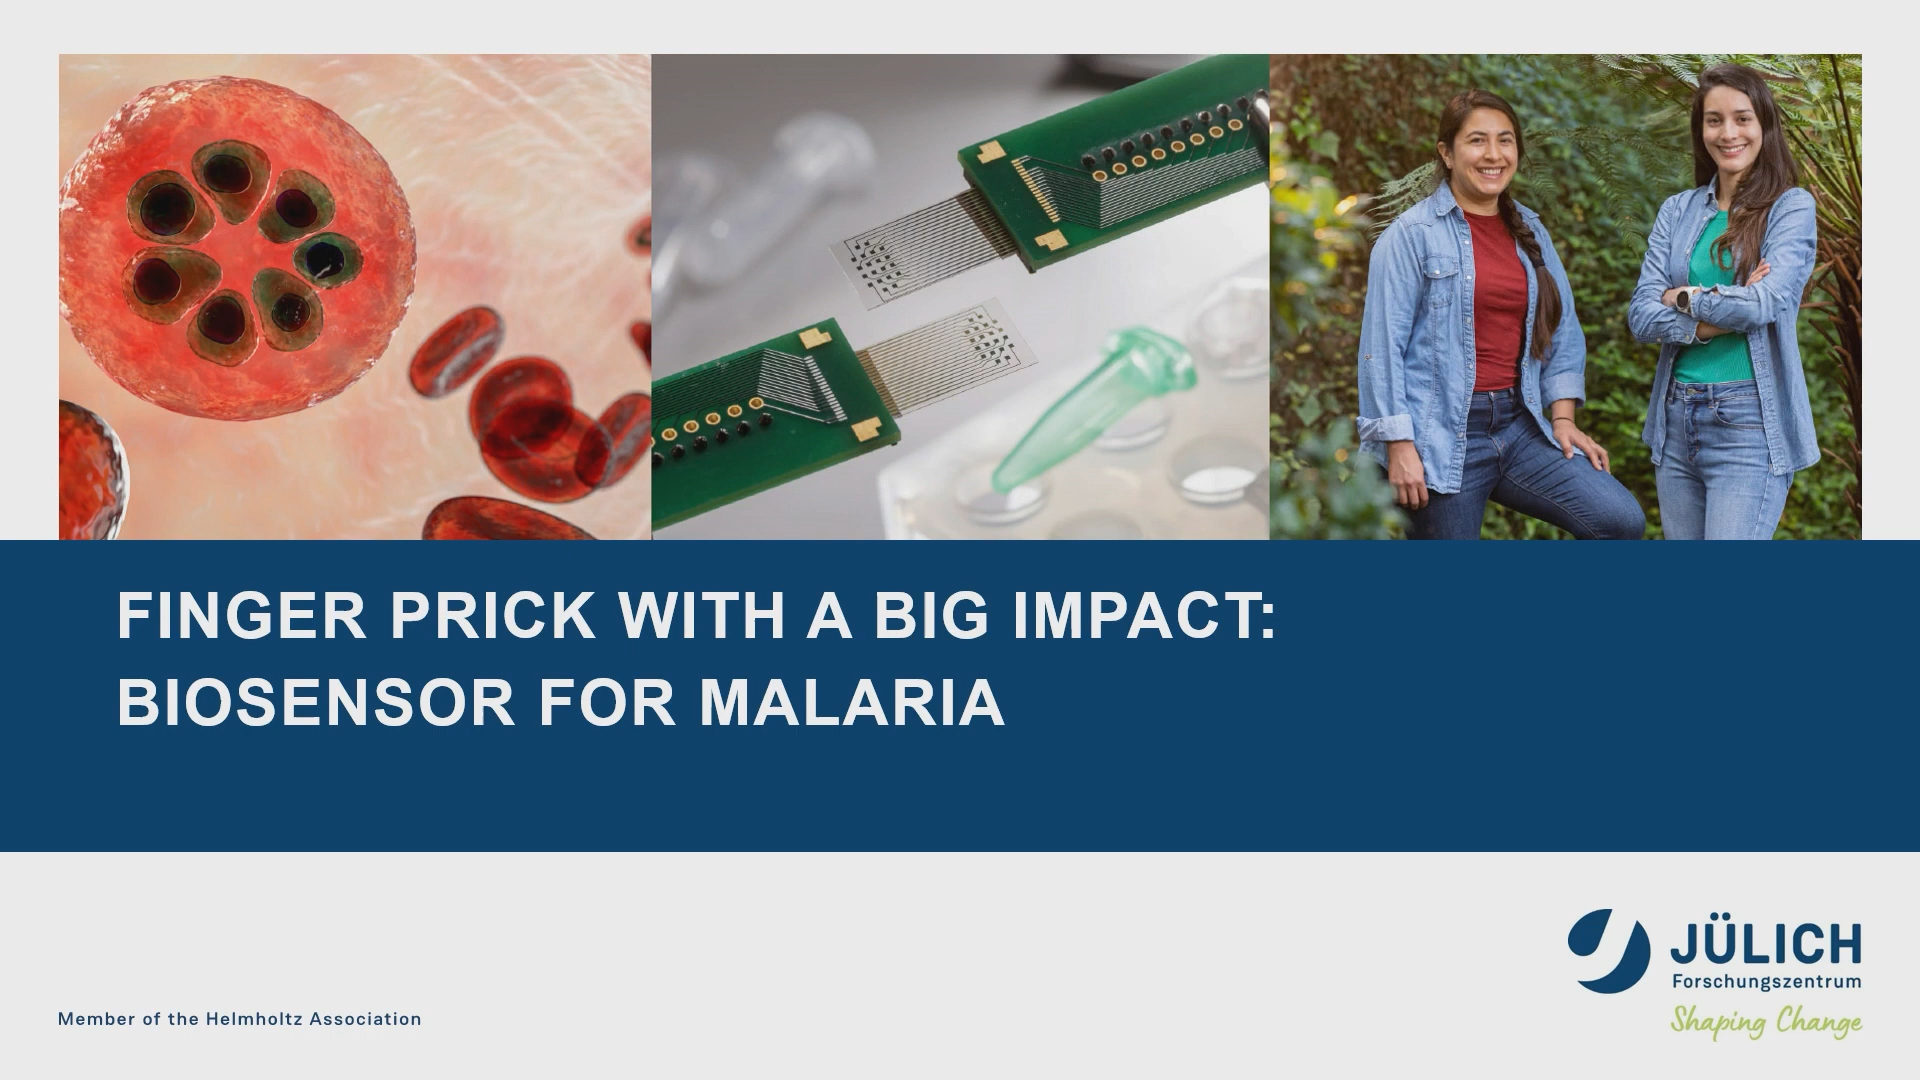 FINGER PRICK WITH A BIG IMPACT:
BIOSENSOR FOR MALARIA
JÜLICH
Forschungszentrum
Shaping Change
Member of the Helmholtz Association